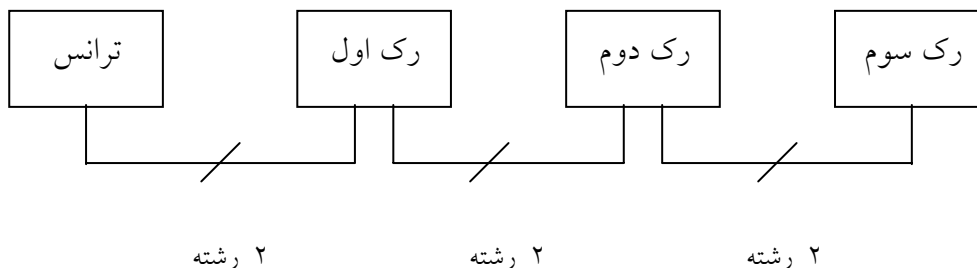 ترانس
رک اول
رک دوم
رک سوم
۲ رشته
۲ رشته
۲ رشته